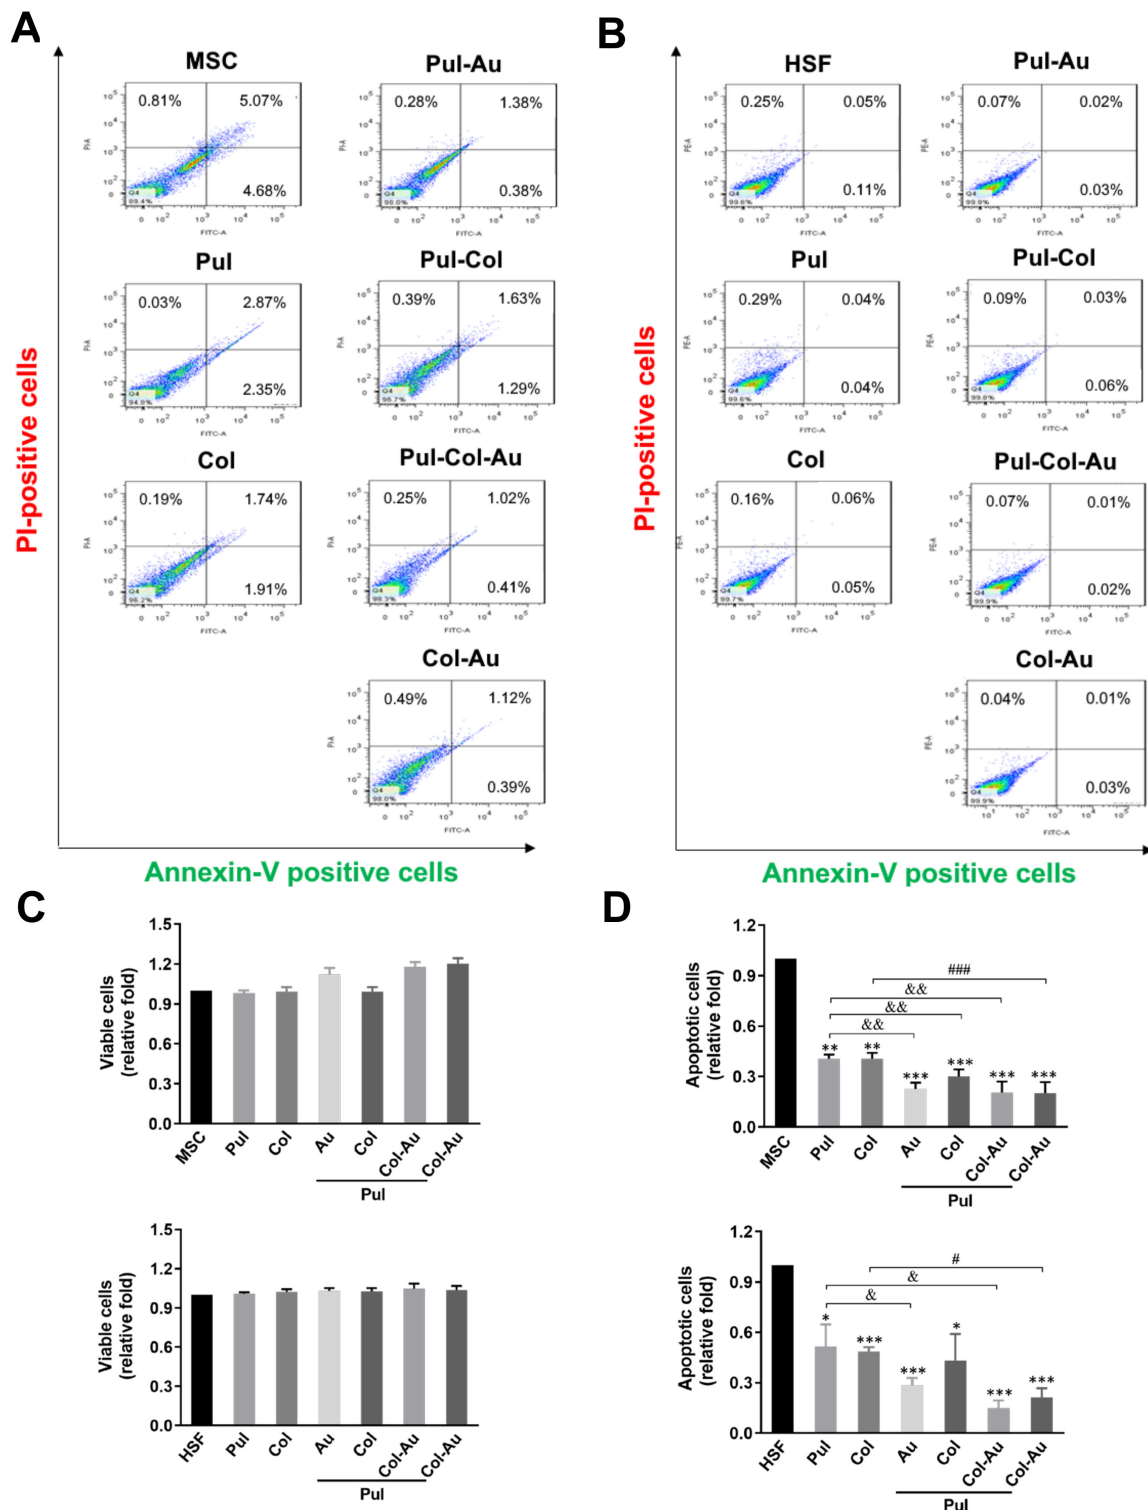 A
B
MSC
Pul-Au
HSF
Pul-Au
0.81%
5.07%
4.68%
0.28%
1.38%
0.38%
0.25%
0.05%
0.11%
0.07%
0.02%
0.03%
Pul
Pul-Col
Pul
Pul-Col
0.03%
2.87%
2.35%
0.39%
1.63%
1.29%
0.29%
0.04%
0.04%
0.09%
0.03%
0.06%
Col
Pul-Col-Au
Col
Pul-Col-Au
0.19%
1.74%
1.91%
0.25%
1.02%
0.41%
0.16%
0.06%
0.05%
0.07%
0.01%
0.02%
Col-Au
Col-Au
0.49%
1.12%
0.39%
0.04%
0.01%
0.03%
FITC-A
PI-A
PE-A
PI-positive cells
PI-positive cells
Annexin-V positive cells
Annexin-V positive cells
C
Viable cells
(relative fold)
1.5
1.2
0.9
0.6
0.3
0.0
MSC
Pul
Col
Au
Col
Col-Au
Col-Au
Pul
Viable cells
(relative fold)
1.5
1.2
0.9
0.6
0.3
0.0
HSF
Pul
Col
Au
Col
Col-Au
Col-Au
Pul
D
Apoptotic cells
(relative fold)
1.2
0.9
0.6
0.3
0.0
###
&&
&&
&&
** ** *** *** *** ***
MSC
Pul
Col
Au
Col
Col-Au
Col-Au
Pul
Apoptotic cells
(relative fold)
1.2
0.9
0.6
0.3
0.0
#
&
&
* *** *** * *** ***
HSF
Pul
Col
Au
Col
Col-Au
Col-Au
Pul